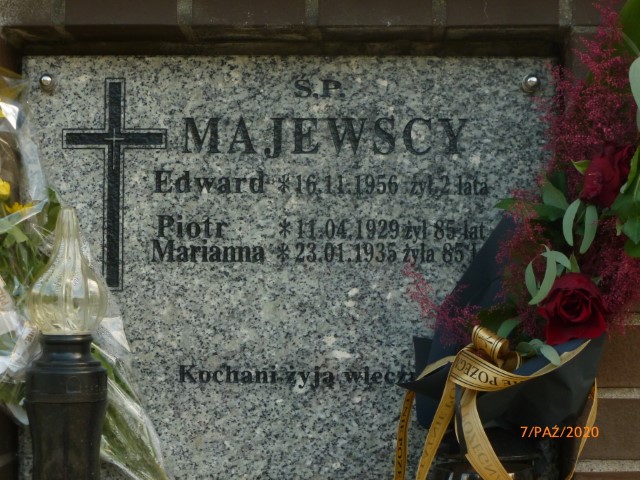 Ś.P.
MAJEWSCY
Edward * 16.11.1956 żył 2 lata
Piotr * 11.04.1929 żył 85 lat
Marianna * 23.01.1935 żyła 85
Kochani żyją
7/PAŹ/2020